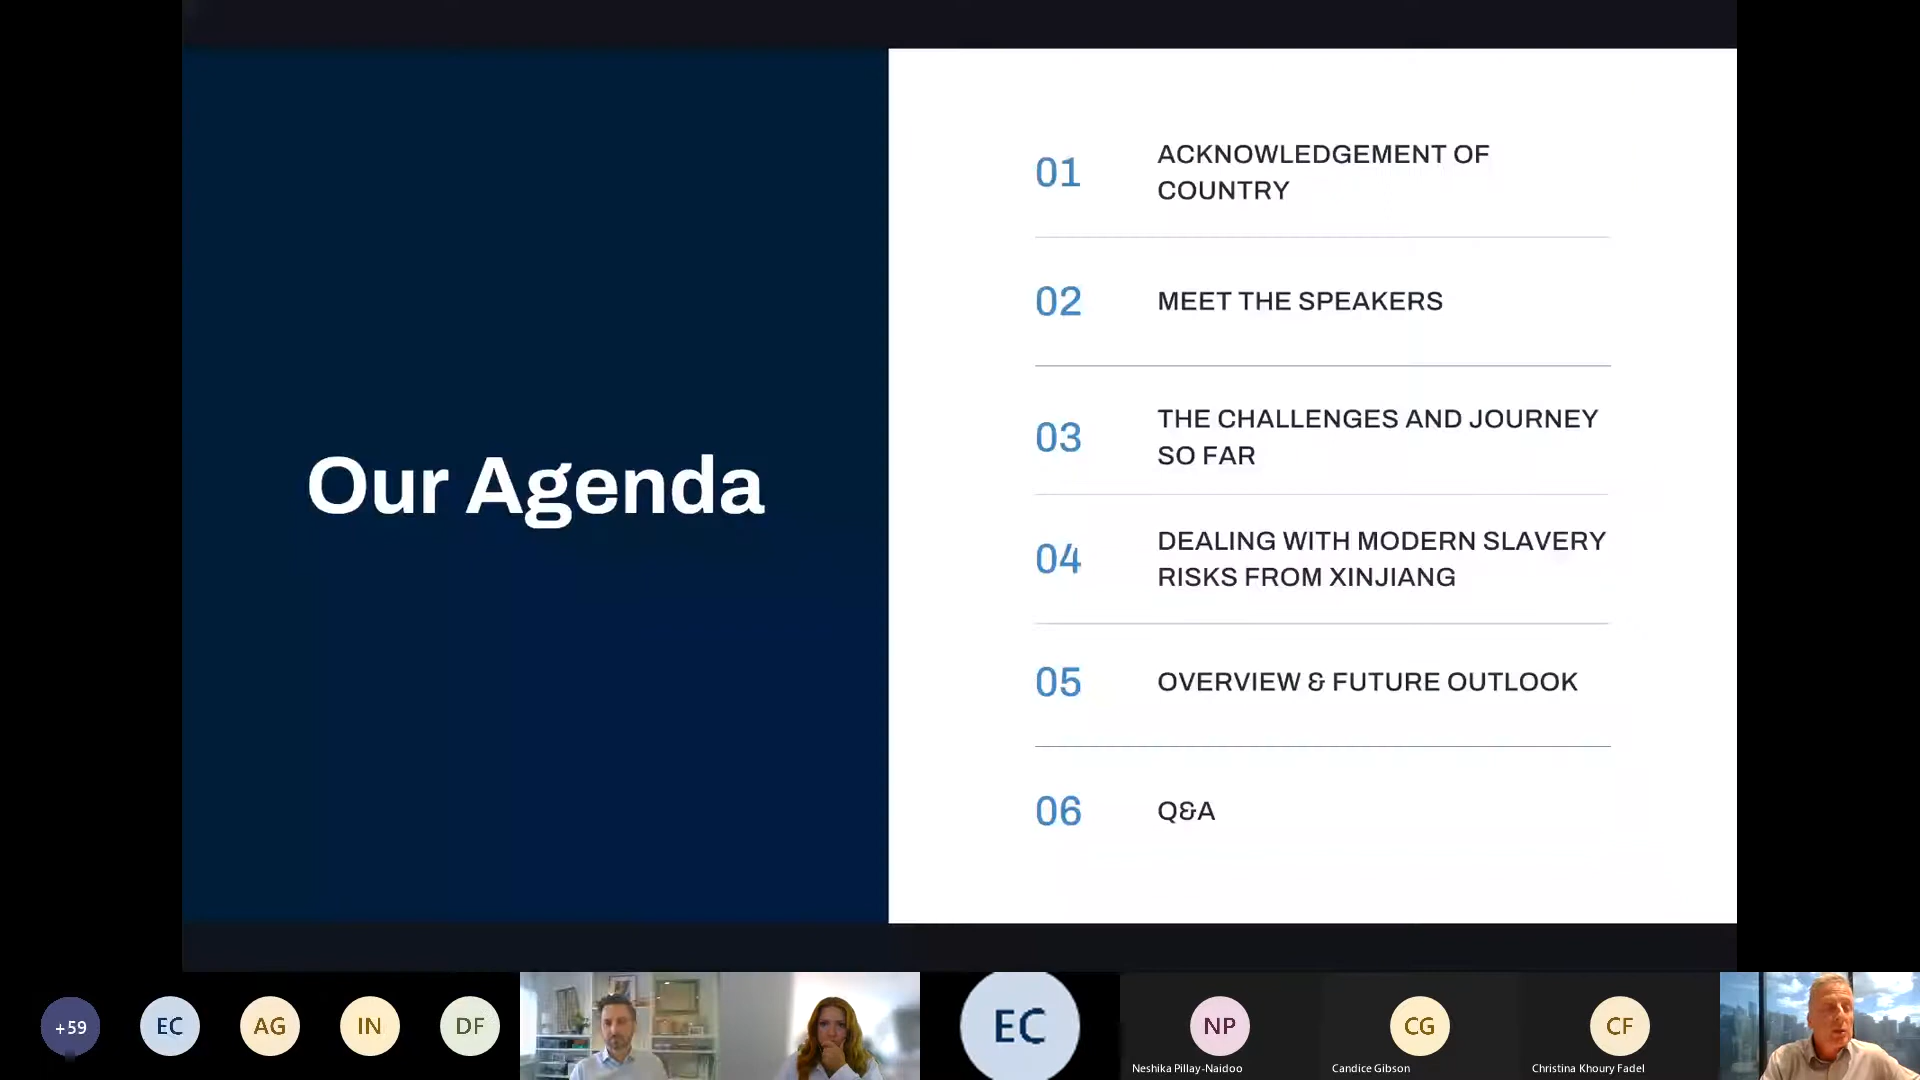 Our Agenda
01
ACKNOWLEDGEMENT OF
COUNTRY
02
MEET THE SPEAKERS
03
THE CHALLENGES AND JOURNEY
SO FAR
04
DEALING WITH MODERN SLAVERY
RISKS FROM XINJIANG
05
OVERVIEW & FUTURE OUTLOOK
06
Q&A
+59
EC
AG
IN
DF
EC
NP
Neshika Pillay-Naidoo
CG
Candice Gibson
CF
Christina Khoury Fadel